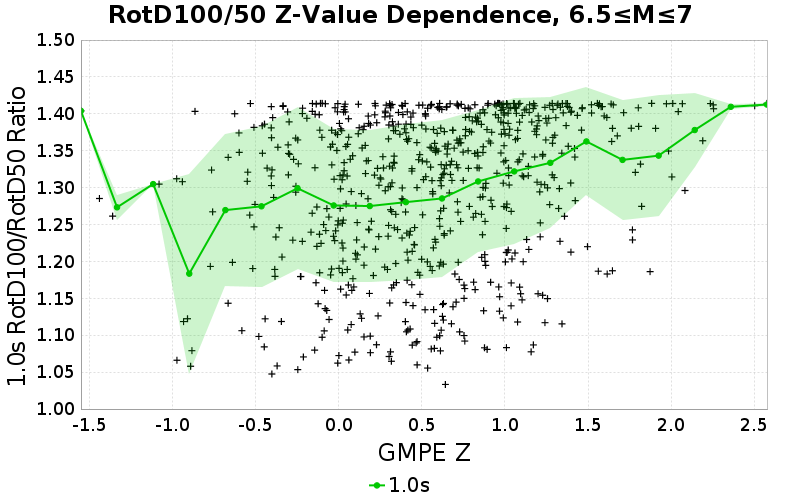 RotD100/50 Z-Value Dependence, 6.5≤M≤7
1.0s RotD100/RotD50 Ratio
1.50
1.45
1.40
1.35
1.30
1.25
1.20
1.15
1.10
1.05
1.00
-1.5 -1.0 -0.5 0.0 0.5 1.0 1.5 2.0 2.5
GMPE Z
1.0s